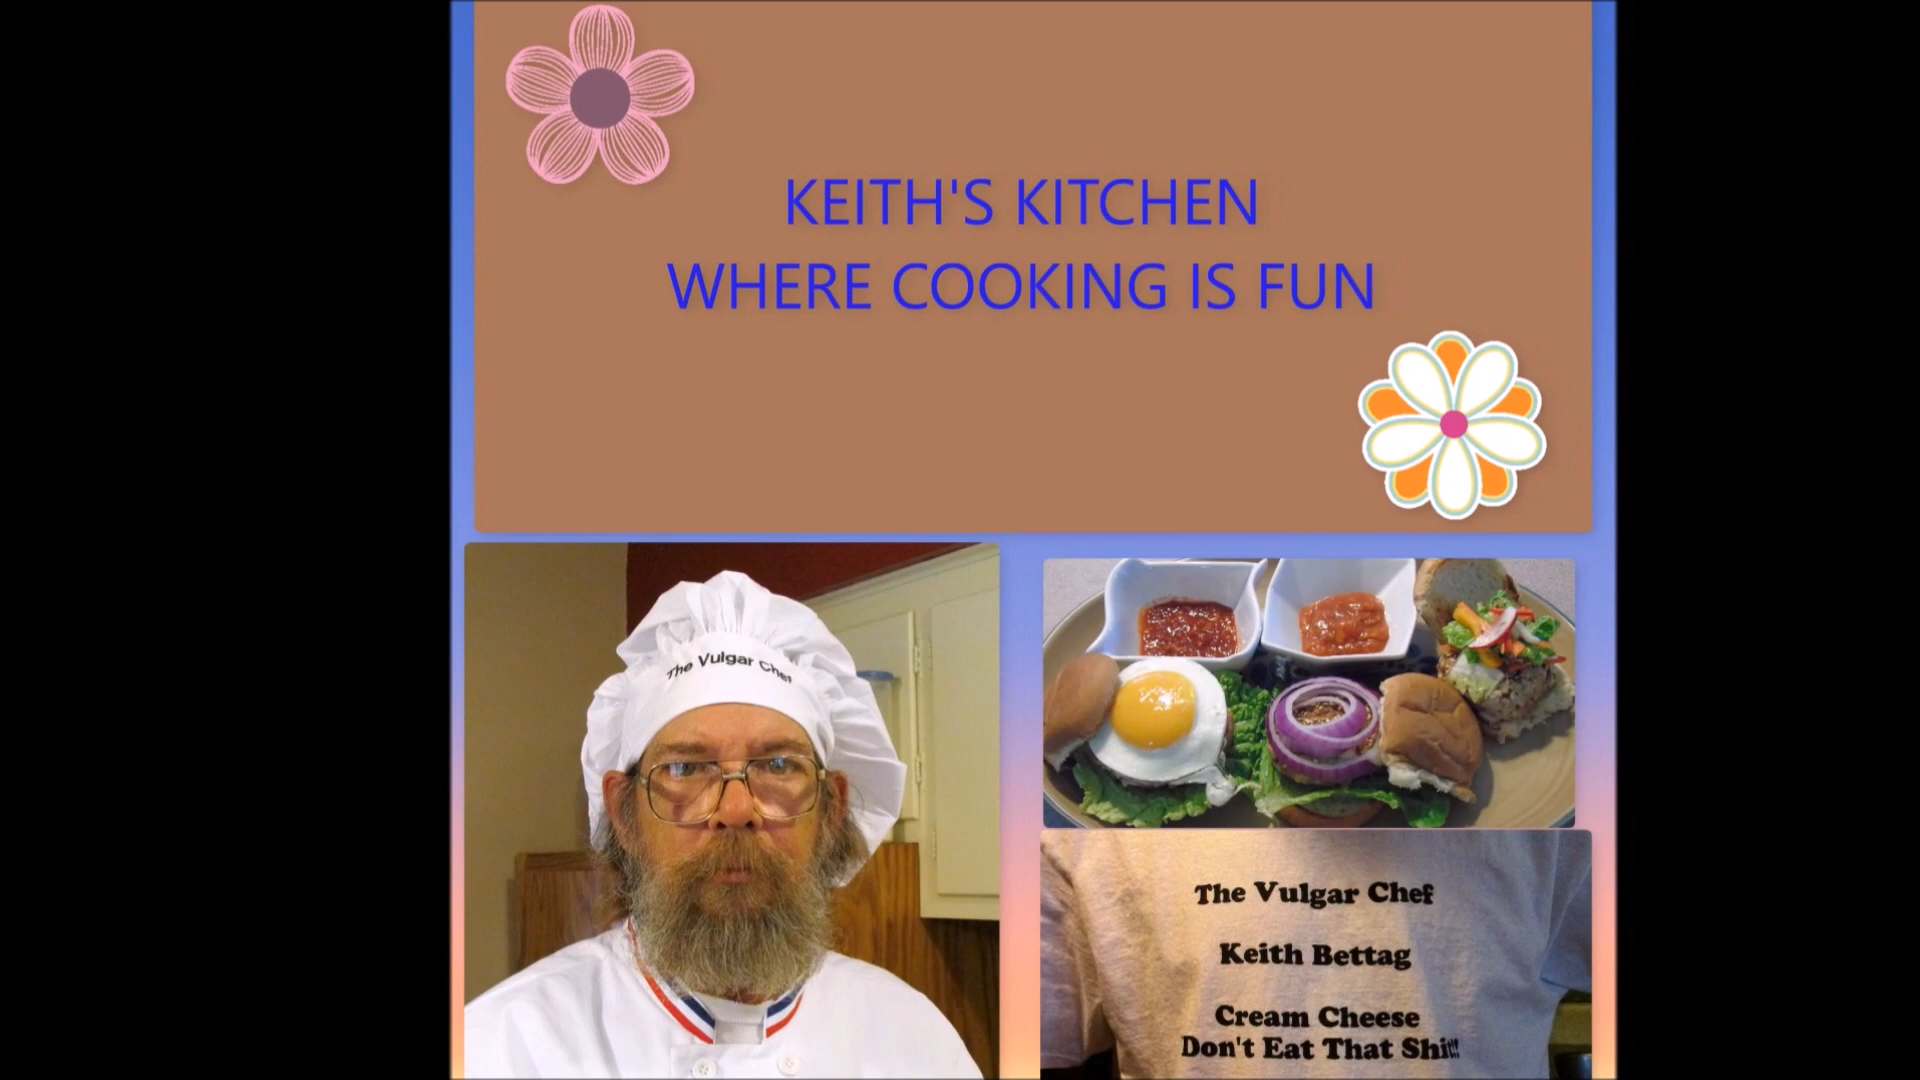 KEITH'S KITCHEN
WHERE COOKING IS FUN
The Vulgar Chef
The Vulgar Chef
Keith Bettag
Cream Cheese
Don't Eat That Shit!!